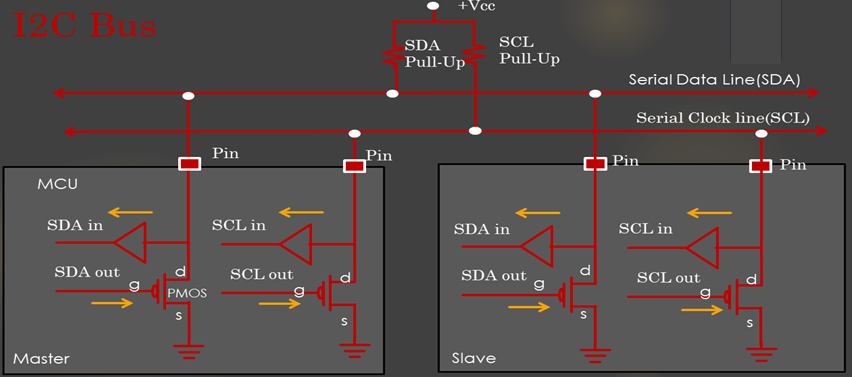 I2C Bus
+Vcc
SDA
Pull-Up
SCL
Pull-Up
Serial Data Line(SDA)
Serial Clock line(SCL)
Pin
Pin
Pin
Pin
MCU
SDA in
SCL in
SDA in
SCL in
SDA out
SCL out
SDA out
SCL out
d
g
PMOS
s
d
g
s
d
g
s
d
g
s
Master
Slave